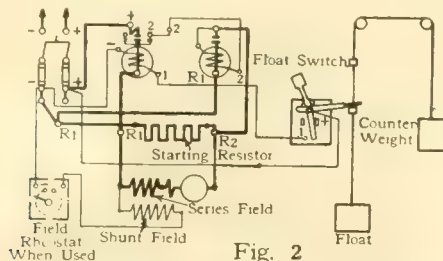 - + + 2 2
- + - 1 R1 2
Float Switch
+
1
Counter
Weight
R1 R1 R2
Starting Resistor
Series Field
Field
Rheostat
When Used
Shunt Field
Float
Fig. 2